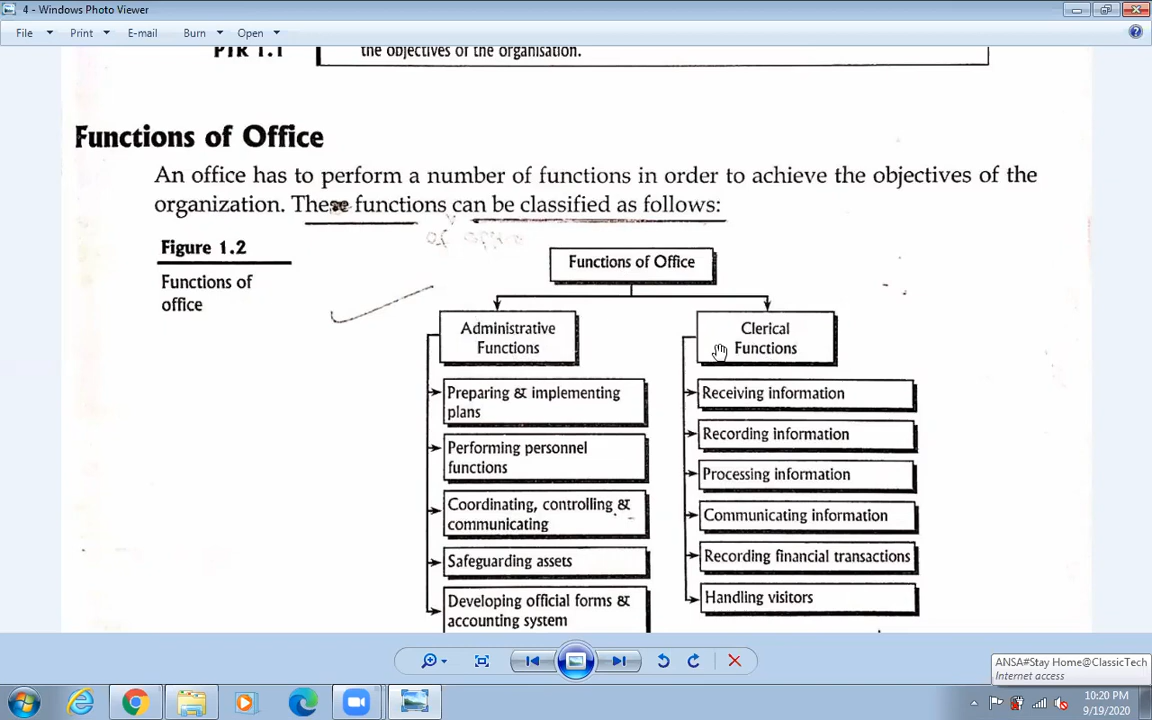 4 - Windows Photo Viewer
File Print E-mail Burn Open
PTR 1.1
the objectives of the organisation.
Functions of Office
An office has to perform a number of functions in order to achieve the objectives of the
organization. These functions can be classified as follows:
Figure 1.2
Functions of
office
Functions of Office
Administrative
Functions
Preparing & implementing
plans
Performing personnel
functions
Coordinating, controlling &
communicating
Safeguarding assets
Developing official forms &
accounting system
Clerical
Functions
Receiving information
Recording information
Processing information
Communicating information
Recording financial transactions
Handling visitors
ANSA#Stay Home@ClassicTech
Internet access
10:20 PM
9/19/2020